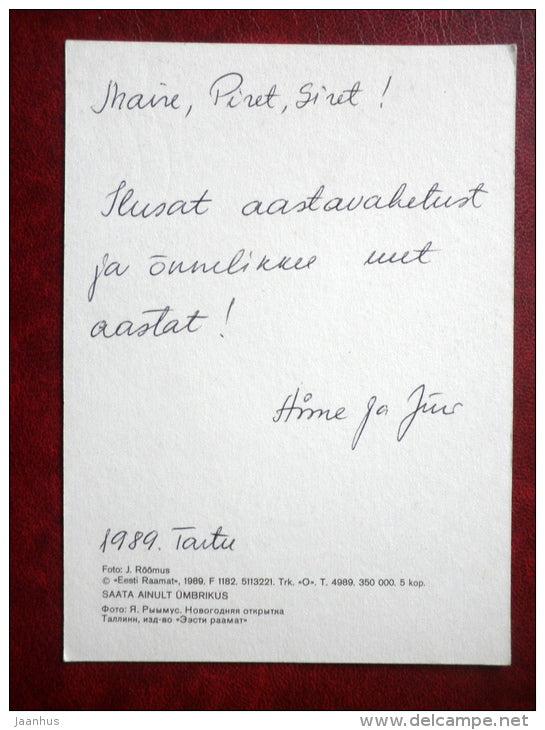 Maire, Piret, Siret!
Ilusat aastavahetust
ja õnnelikku uut
aastat!
ja Jüri
1989. Tartu
Foto: J. Rõõmus
© «Eesti Raamat», 1989. F 1182. 5113221. Trk. «O». T. 4989. 350 000. 5 kop.
SAATA AINULT ÜMBRIKUS
Фото: Я. Рыымус. Новогодняя открытка
Таллинн, изд-во «Ээсти раамат»
jaanhus
www.delcampe.net